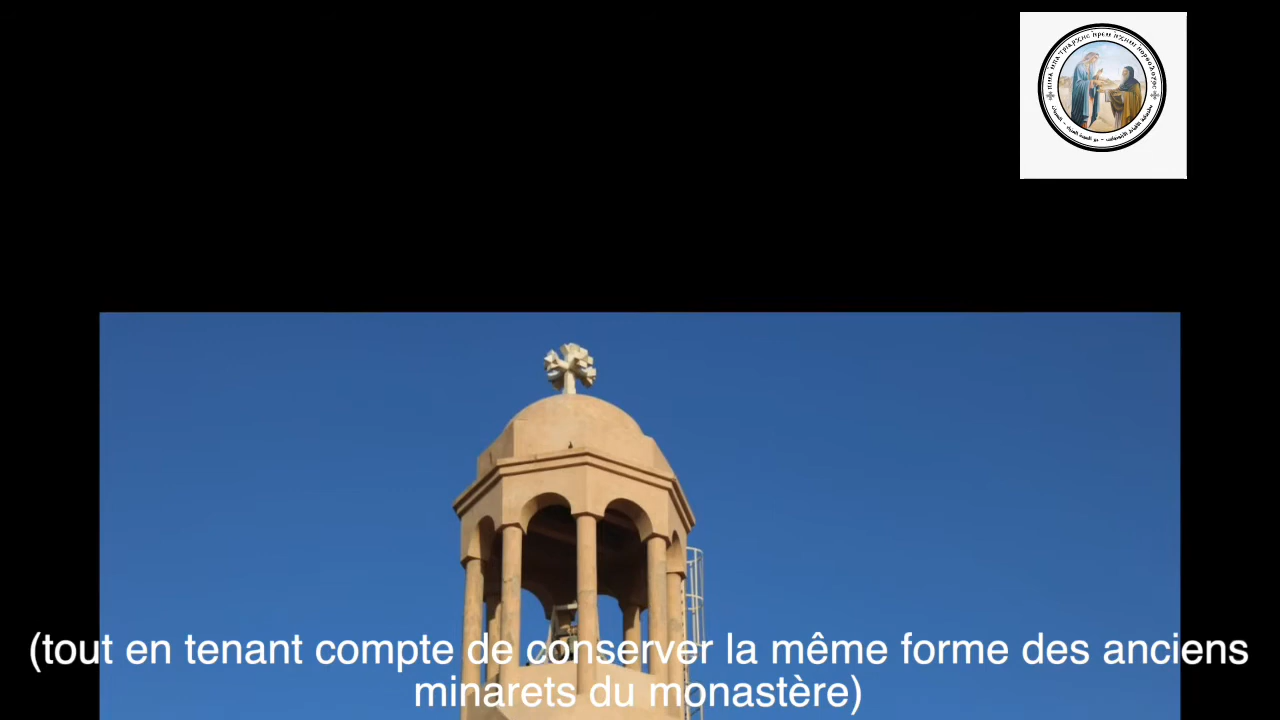 (tout en tenant compte de conserver la même forme des anciens
minarets du monastère)